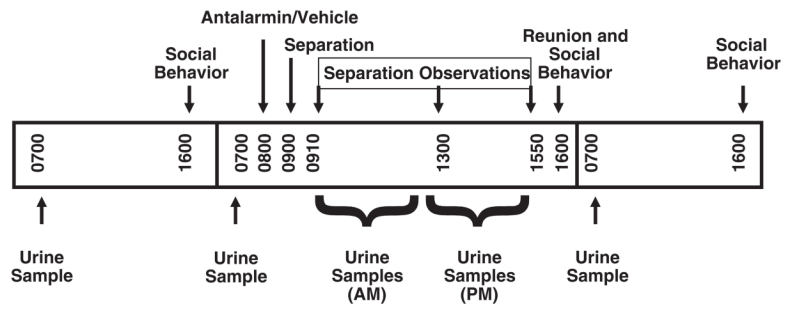 Antalarmin/Vehicle
Separation
Reunion and
Social
Behavior
Social
Behavior
Separation Observations
Social
Behavior
0700
1600
0700
0800
0900
0910
1300
1550
1600
0700
1600
Urine
Sample
Urine
Sample
Urine
Samples
(AM)
Urine
Samples
(PM)
Urine
Sample